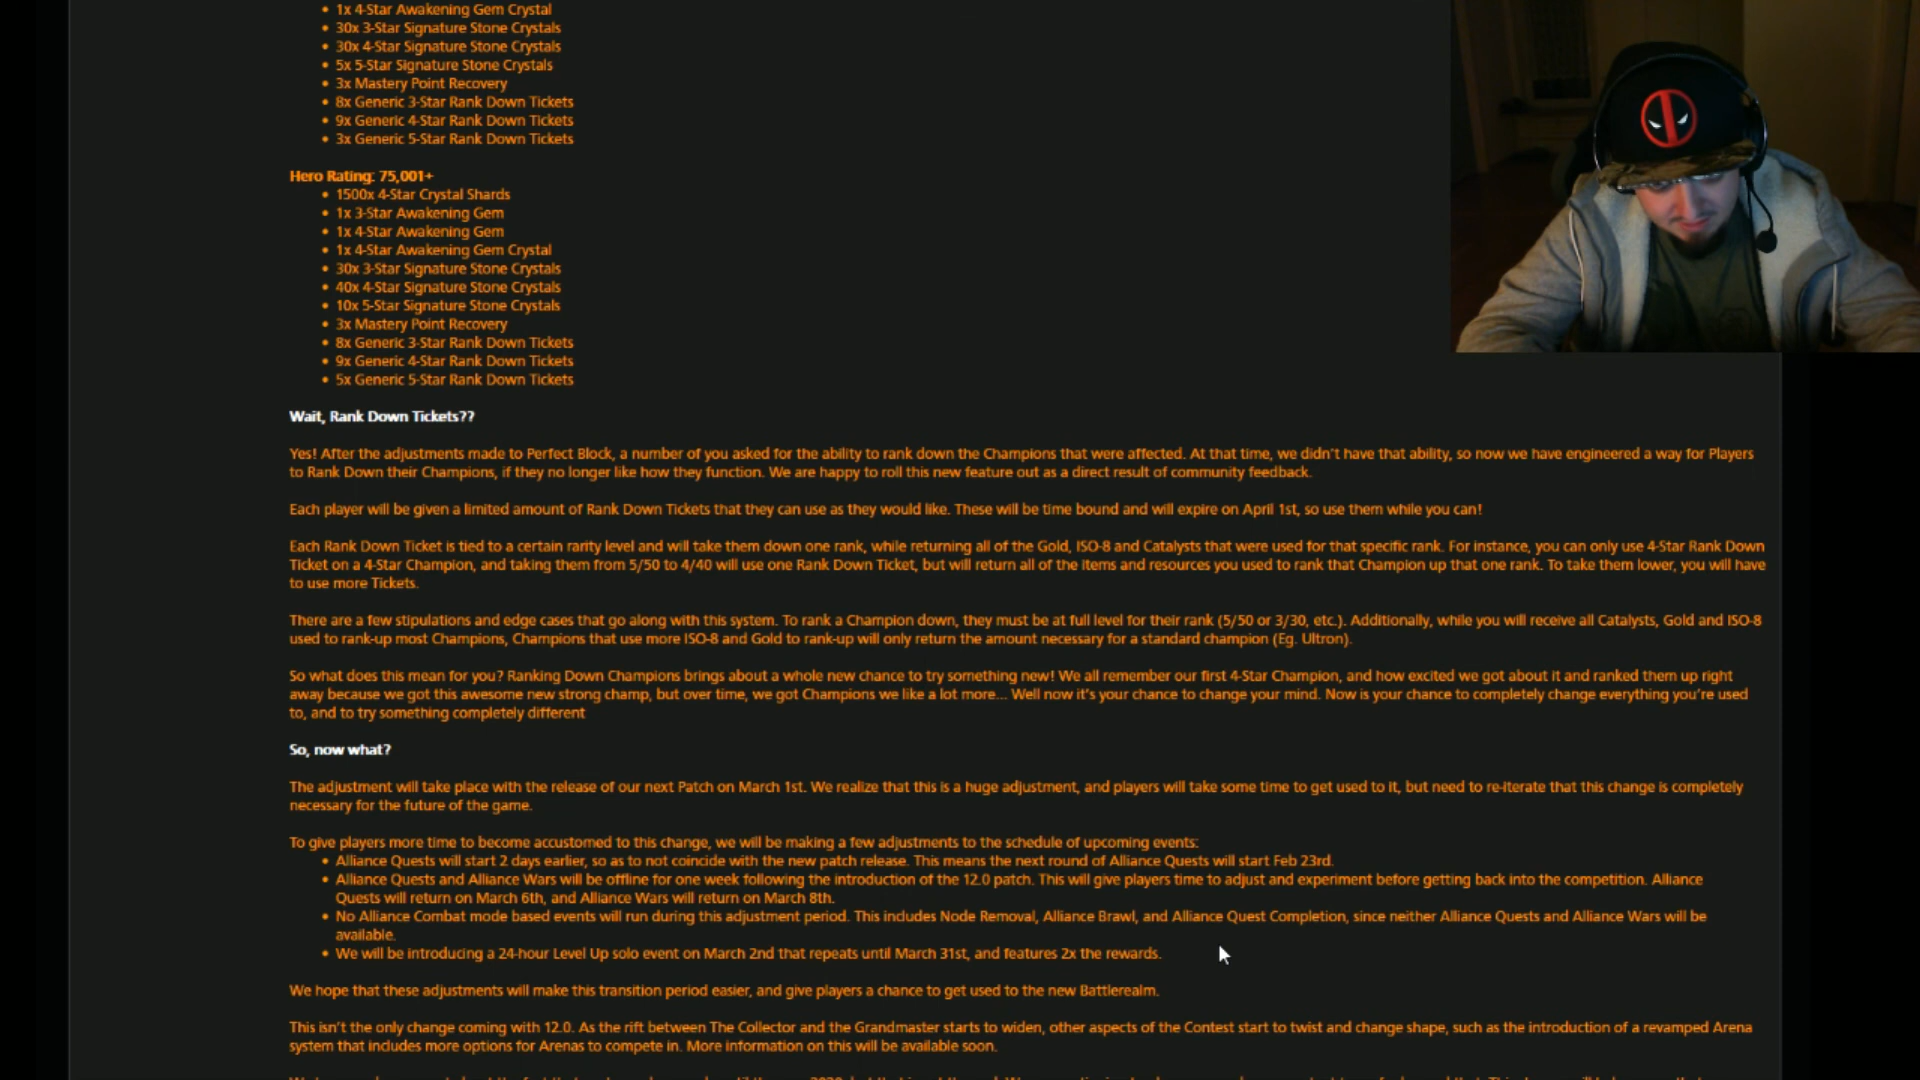 • 1x 4-Star Awakening Gem Crystal
• 30x 3-Star Signature Stone Crystals
• 30x 4-Star Signature Stone Crystals
• 5x 5-Star Signature Stone Crystals
• 3x Mastery Point Recovery
• 8x Generic 3-Star Rank Down Tickets
• 9x Generic 4-Star Rank Down Tickets
• 3x Generic 5-Star Rank Down Tickets
Hero Rating: 75,001+
• 1500x 4-Star Crystal Shards
• 1x 3-Star Awakening Gem
• 1x 4-Star Awakening Gem
• 1x 4-Star Awakening Gem Crystal
• 30x 3-Star Signature Stone Crystals
• 40x 4-Star Signature Stone Crystals
• 10x 5-Star Signature Stone Crystals
• 3x Mastery Point Recovery
• 8x Generic 3-Star Rank Down Tickets
• 9x Generic 4-Star Rank Down Tickets
• 5x Generic 5-Star Rank Down Tickets
Wait, Rank Down Tickets??
Yes! After the adjustments made to Perfect Block, a number of you asked for the ability to rank down the Champions that were affected. At that time, we didn't have that ability, so now we have engineered a way for Players
to Rank Down their Champions, if they no longer like how they function. We are happy to roll this new feature out as a direct result of community feedback.
Each player will be given a limited amount of Rank Down Tickets that they can use as they would like. These will be time bound and will expire on April 1st, so use them while you can!
Each Rank Down Ticket is tied to a certain rarity level and will take them down one rank, while returning all of the Gold, ISO-8 and Catalysts that were used for that specific rank. For instance, you can only use 4-Star Rank Down
Ticket on a 4-Star Champion, and taking them from 5/50 to 4/40 will use one Rank Down Ticket, but will return all of the items and resources you used to rank that Champion up that one rank. To take them lower, you will have
to use more Tickets.
There are a few stipulations and edge cases that go along with this system. To rank a Champion down, they must be at full level for their rank (5/50 or 3/30, etc.). Additionally, while you will receive all Catalysts, Gold and ISO-8
used to rank-up most Champions, Champions that use more ISO-8 and Gold to rank-up will only return the amount necessary for a standard champion (Eg. Ultron).
So what does this mean for you? Ranking Down Champions brings about a whole new chance to try something new! We all remember our first 4-Star Champion, and how excited we got about it and ranked them up right
away because we got this awesome new strong champ, but over time, we got Champions we like a lot more... Well now it's your chance to change your mind. Now is your chance to completely change everything you're used
to, and to try something completely different
So, now what?
The adjustment will take place with the release of our next Patch on March 1st. We realize that this is a huge adjustment, and players will take some time to get used to it, but need to re-iterate that this change is completely
necessary for the future of the game.
To give players more time to become accustomed to this change, we will be making a few adjustments to the schedule of upcoming events:
• Alliance Quests will start 2 days earlier, so as to not coincide with the new patch release. This means the next round of Alliance Quests will start Feb 23rd.
• Alliance Quests and Alliance Wars will be offline for one week following the introduction of the 12.0 patch. This will give players time to adjust and experiment before getting back into the competition. Alliance
Quests will return on March 6th, and Alliance Wars will return on March 8th.
• No Alliance Combat mode based events will run during this adjustment period. This includes Node Removal, Alliance Brawl, and Alliance Quest Completion, since neither Alliance Quests and Alliance Wars will be
available.
• We will be introducing a 24-hour Level Up solo event on March 2nd that repeats until March 31st, and features 2x the rewards.
We hope that these adjustments will make this transition period easier, and give players a chance to get used to the new Battlerealm.
This isn't the only change coming with 12.0. As the rift between The Collector and the Grandmaster starts to widen, other aspects of the Contest start to twist and change shape, such as the introduction of a revamped Arena
system that includes more options for Arenas to compete in. More information on this will be available soon.